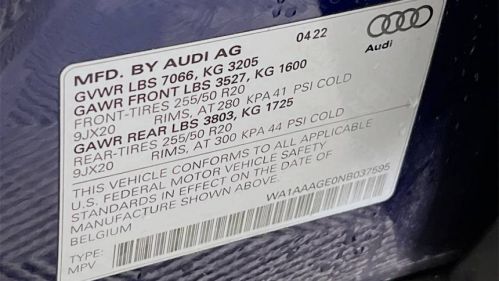 04.22
Audi
MFD. BY AUDI AG
GVWR LBS 7066, KG 3205
GAWR FRONT LBS 3527, KG 1600
FRONT-TIRES 255/50 R20
9JX20 RIMS, AT 280 KPA 41 PSI COLD
GAWR REAR LBS 3803, KG 1725
REAR-TIRES 255/50 R20
9JX20 RIMS, AT 300 KPA 44 PSI COLD
THIS VEHICLE CONFORMS TO ALL APPLICABLE
U.S. FEDERAL MOTOR VEHICLE SAFETY
STANDARDS IN EFFECT ON THE DATE OF
MANUFACTURE SHOWN ABOVE.
BELGIUM
WA1AAAGE0NB037595
TYPE:
MPV